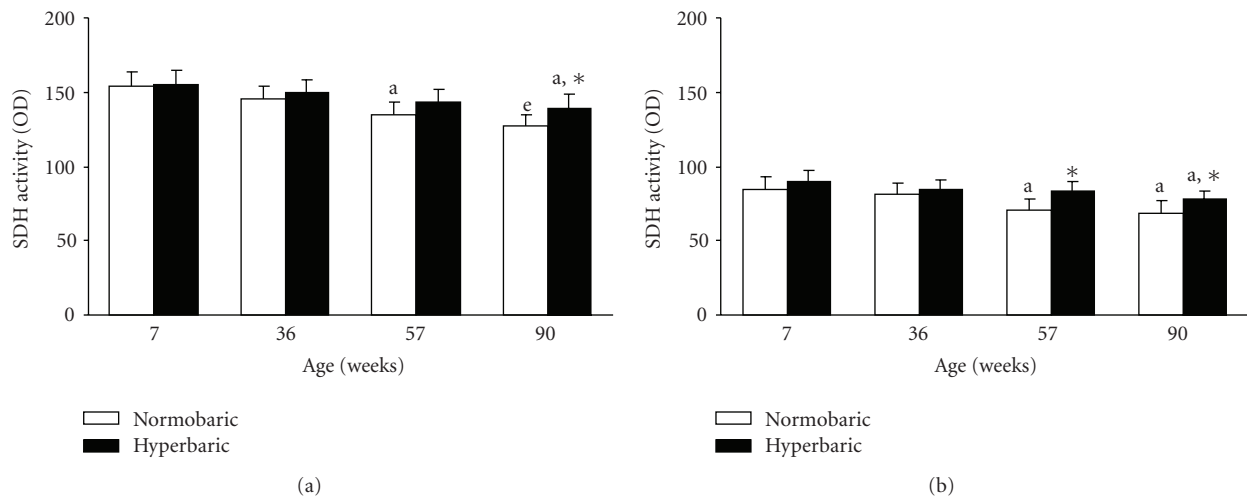 200
150
100
50
0
SDH activity (OD)
a
e
a, *
7 36 57 90
Age (weeks)
Normobaric
Hyperbaric
(a)
200
150
100
50
0
SDH activity (OD)
a
*
a
a, *
7 36 57 90
Age (weeks)
Normobaric
Hyperbaric
(b)